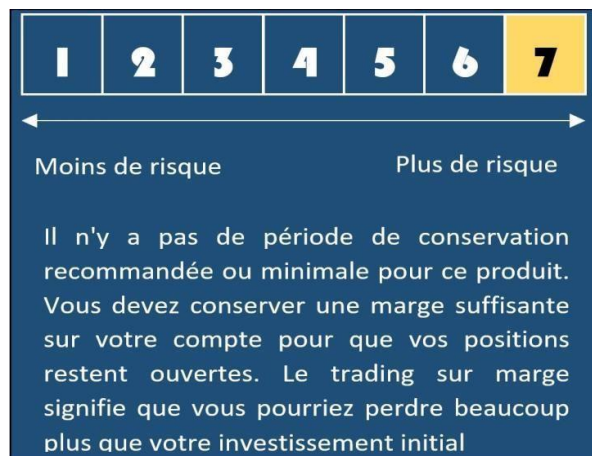 1 2 3 4 5 6 7
Moins de risque Plus de risque
Il n'y a pas de période de conservation
recommandée ou minimale pour ce produit.
Vous devez conserver une marge suffisante
sur votre compte pour que vos positions
restent ouvertes. Le trading sur marge
signifie que vous pourriez perdre beaucoup
plus que votre investissement initial